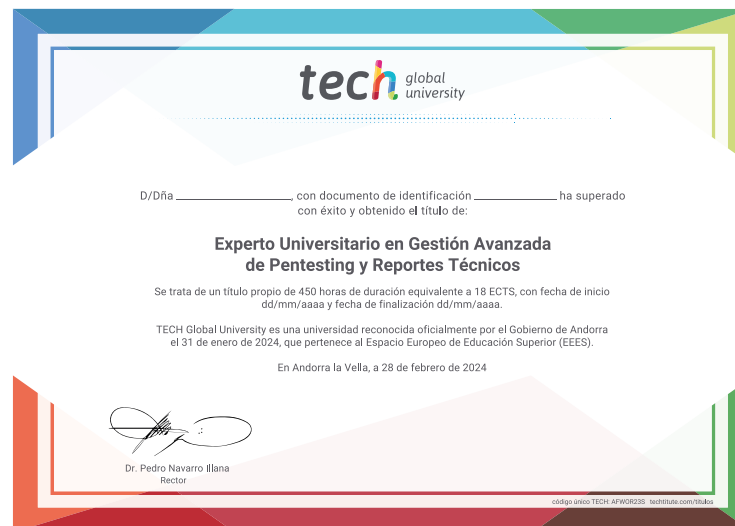 tech global university
D/Dña ______________, con documento de identificación ______________ ha superado
con éxito y obtenido el título de:
Experto Universitario en Gestión Avanzada
de Pentesting y Reportes Técnicos
Se trata de un título propio de 450 horas de duración equivalente a 18 ECTS, con fecha de inicio
dd/mm/aaaa y fecha de finalización dd/mm/aaaa.
TECH Global University es una universidad reconocida oficialmente por el Gobierno de Andorra
el 31 de enero de 2024, que pertenece al Espacio Europeo de Educación Superior (EEES).
En Andorra la Vella, a 28 de febrero de 2024
Dr. Pedro Navarro Illana
Rector
código único TECH: AFWOR23S techtitute.com/titulos